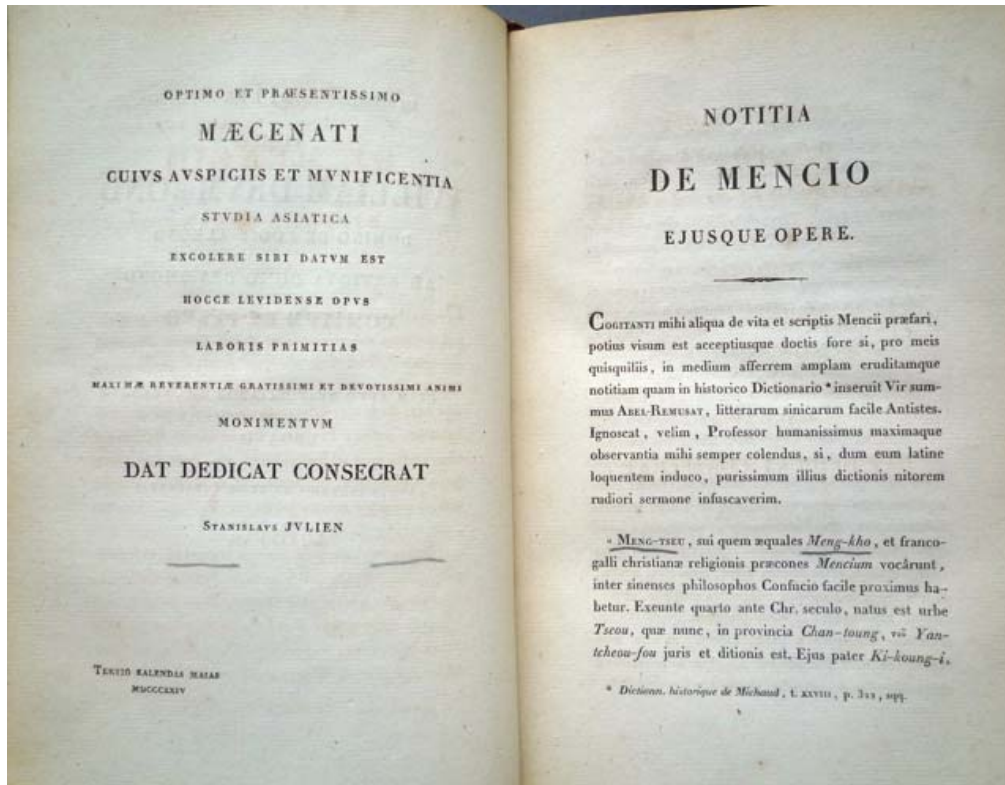 OPTIMO ET PRAESENTISSIMO
MÆCENATI
CUIVS AVSPICIIS ET MVNIFICENTIA
STVDIA ASIATICA
EXCOLERE SIBI DATVM EST
HOCCE LEVIDENSE OPVS
LABORIS PRIMITIAS
MAXIMÆ REVERENTIÆ GRATISSIMI ET DEVOTISSIMI ANIMI
MONIMENTVM
DAT DEDICAT CONSECRAT
STANISLAVS JVLIEN
TERTIO KALENDAS MAIAS
MDCCCXXIV
NOTITIA
DE MENCIO
EJUSQUE OPERE.
COGITANTI mihi aliqua de vita et scriptis Mencii præfari,
potius visum est acceptiusque doctis fore si, pro meis
quisquiliis, in medium afferrem amplam eruditamque
notitiam quam in historico Dictionario * inseruit Vir sum-
mus ABEL-REMUSAT, litterarum sinicarum facile Antistes.
Ignoscat, velim, Professor humanissimus maximaque
observantia mihi semper colendus, si, dum eum latine
loquentem induco, purissimum illius dictionis nitorem
rudiori sermone infuscaverim.
« MENG-TSEU, sui quem æquales Meng-kho, et franco-
galli christianæ religionis præcones Mencium vocârunt,
inter sinenses philosophos Confucio facile proximus ha-
betur. Exeunte quarto ante Chr. seculo, natus est urbe
Tseou, quæ nunc, in provincia Chan-toung, Yan-
tcheou-fou juris et ditionis est. Ejus pater Ki-koung-i,
* Dictionn. historique de Michaud, t. XXVIII, p. sqq.